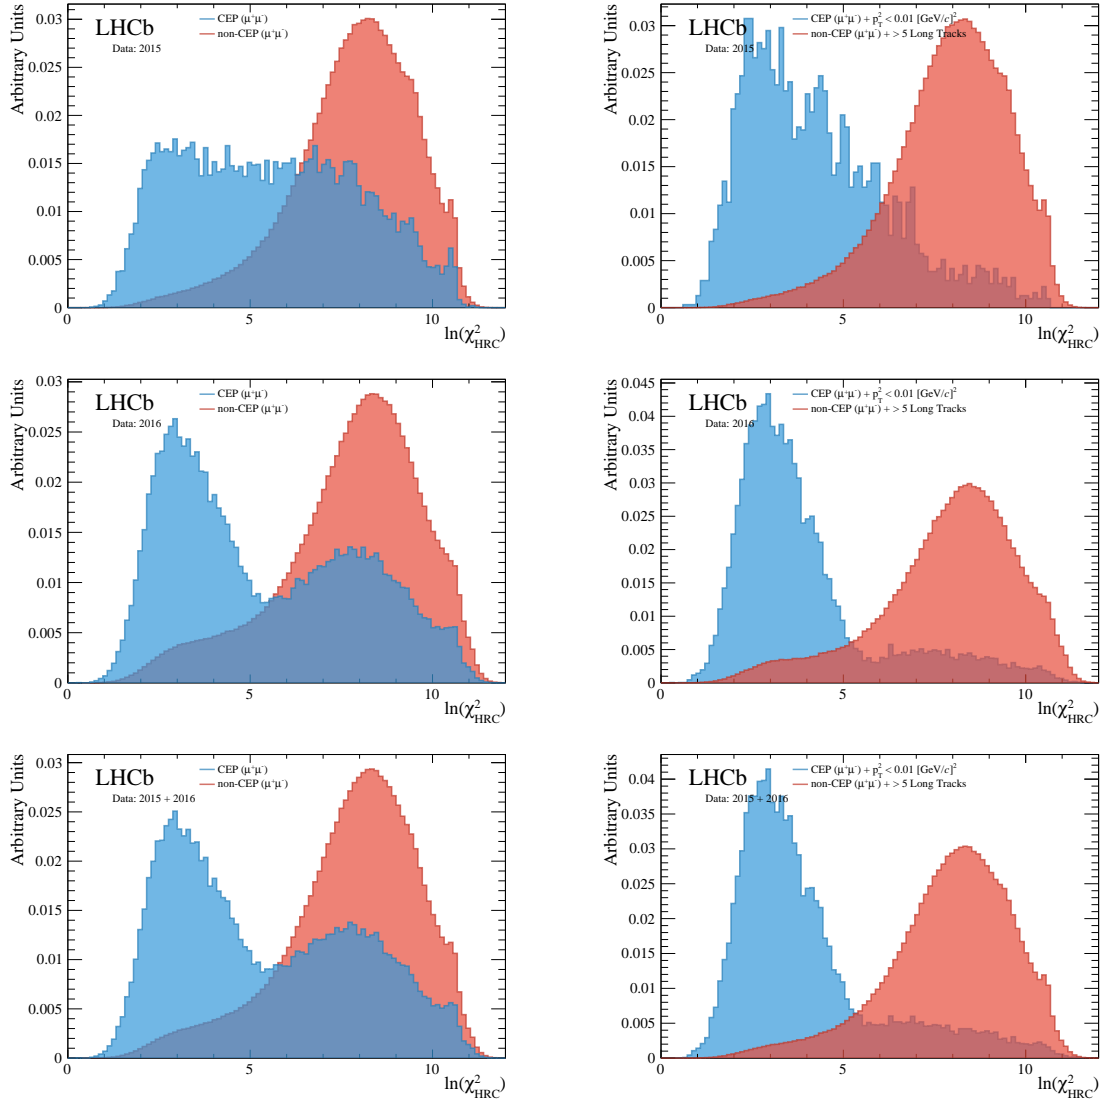 Arbitrary Units
LHCb
Data: 2015
CEP (μ⁺μ⁻)
non-CEP (μ⁺μ⁻)
0.03
0.025
0.02
0.015
0.01
0.005
0
0 5 10
ln(χ²HRC)
Arbitrary Units
LHCb
Data: 2015
CEP (μ⁺μ⁻) + p²T < 0.01 [GeV/c]²
non-CEP (μ⁺μ⁻) + > 5 Long Tracks
0.03
0.025
0.02
0.015
0.01
0.005
0
0 5 10
ln(χ²HRC)
Arbitrary Units
LHCb
Data: 2016
CEP (μ⁺μ⁻)
non-CEP (μ⁺μ⁻)
0.03
0.025
0.02
0.015
0.01
0.005
0
0 5 10
ln(χ²HRC)
Arbitrary Units
LHCb
Data: 2016
CEP (μ⁺μ⁻) + p²T < 0.01 [GeV/c]²
non-CEP (μ⁺μ⁻) + > 5 Long Tracks
0.045
0.04
0.035
0.03
0.025
0.02
0.015
0.01
0.005
0
0 5 10
ln(χ²HRC)
Arbitrary Units
LHCb
Data: 2015 + 2016
CEP (μ⁺μ⁻)
non-CEP (μ⁺μ⁻)
0.03
0.025
0.02
0.015
0.01
0.005
0
0 5 10
ln(χ²HRC)
Arbitrary Units
LHCb
Data: 2015 + 2016
CEP (μ⁺μ⁻) + p²T < 0.01 [GeV/c]²
non-CEP (μ⁺μ⁻) + > 5 Long Tracks
0.04
0.035
0.03
0.025
0.02
0.015
0.01
0.005
0
0 5 10
ln(χ²HRC)